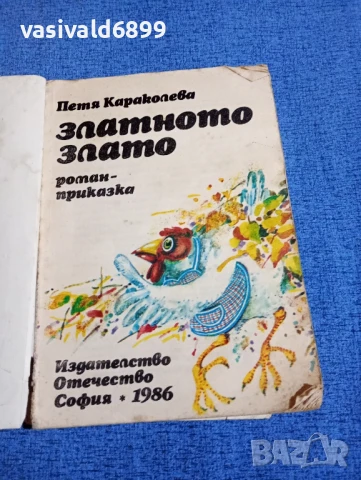 vasivald6899
Петя Караколева
златното
злато
роман-
приказка
Издателство
Отечество
София * 1986
BAZAR